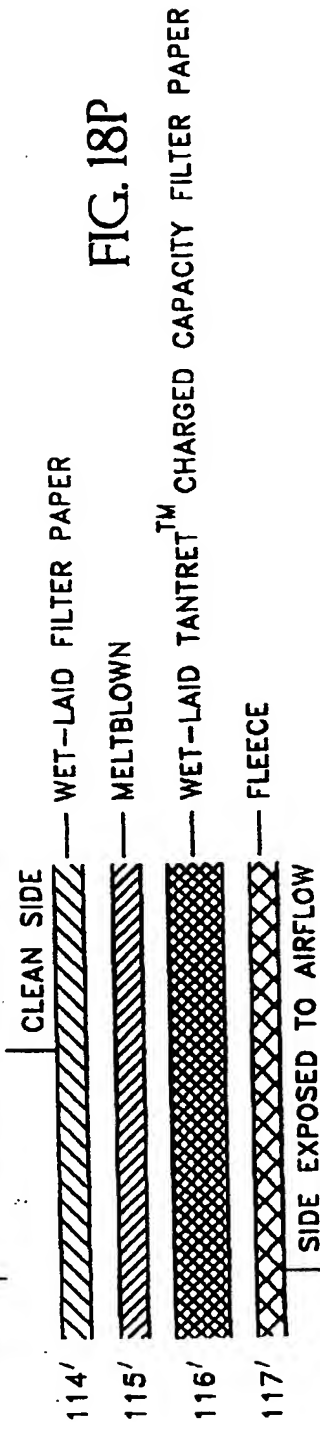 FIG. 18P
CLEAN SIDE
114' WET-LAID FILTER PAPER
115' MELTBLOWN
116' WET-LAID TANTRET™ CHARGED CAPACITY FILTER PAPER
117' FLEECE
SIDE EXPOSED TO AIRFLOW